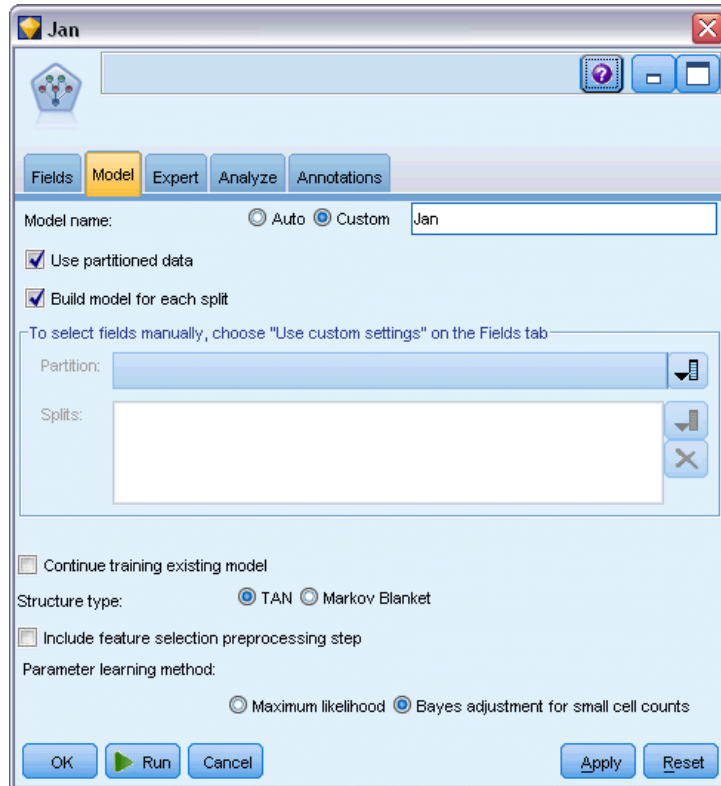 Jan
Fields Model Expert Analyze Annotations
Model name: Auto Custom Jan
Use partitioned data
Build model for each split
To select fields manually, choose "Use custom settings" on the Fields tab
Partition:
Splits:
Continue training existing model
Structure type: TAN Markov Blanket
Include feature selection preprocessing step
Parameter learning method:
Maximum likelihood Bayes adjustment for small cell counts
OK Run Cancel Apply Reset